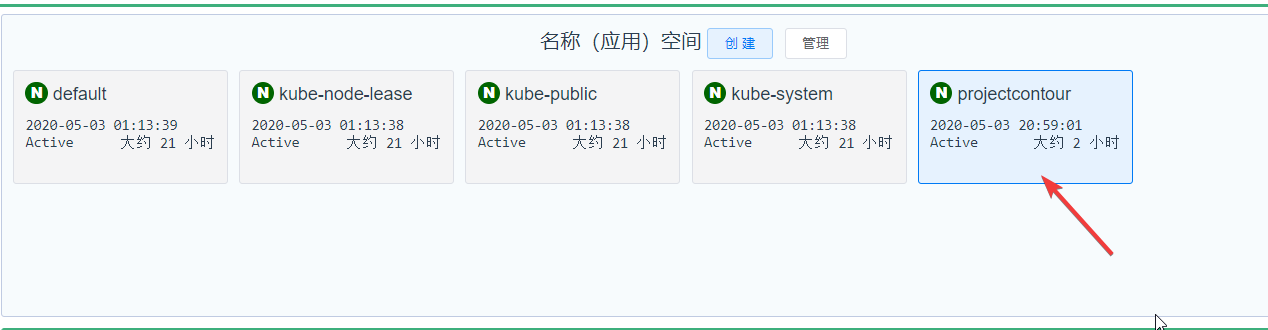 名称（应用）空间 创 建 管理
N default
2020-05-03 01:13:39
Active 大约 21 小时
N kube-node-lease
2020-05-03 01:13:38
Active 大约 21 小时
N kube-public
2020-05-03 01:13:38
Active 大约 21 小时
N kube-system
2020-05-03 01:13:38
Active 大约 21 小时
N projectcontour
2020-05-03 20:59:01
Active 大约 2 小时